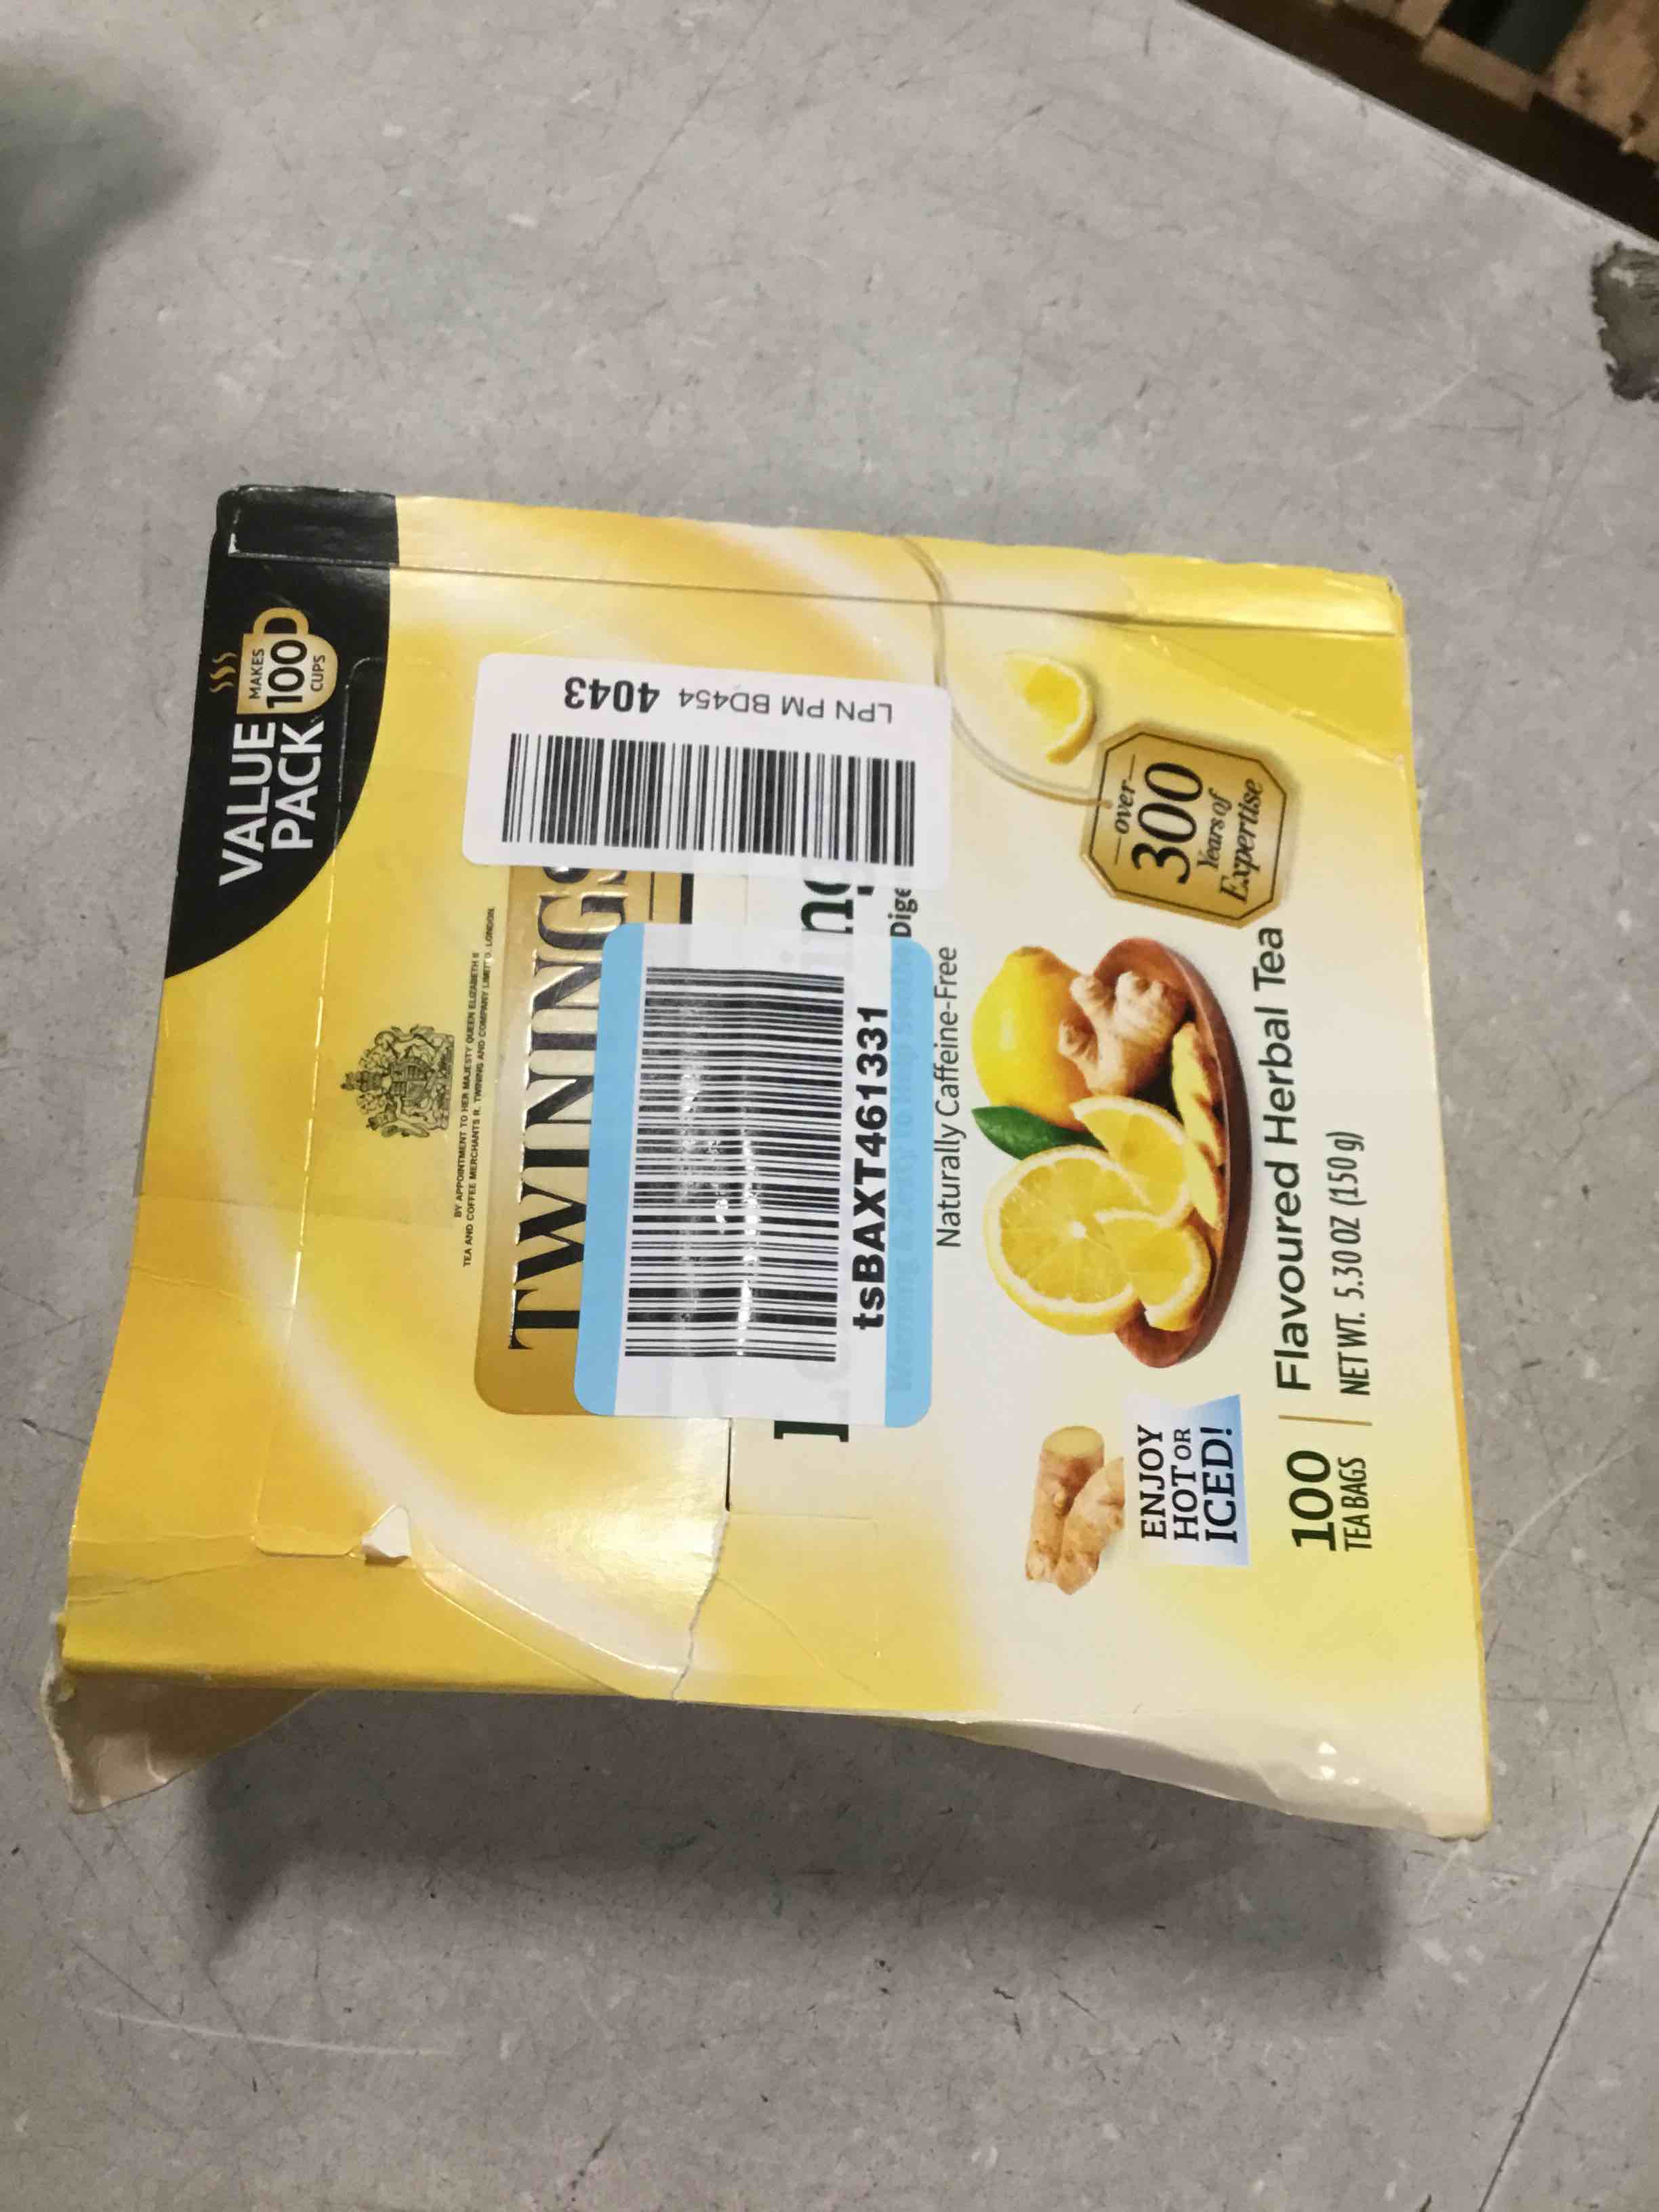 VALUE
PACK
MAKES
100
CUPS
BY APPOINTMENT TO HER MAJESTY QUEEN ELIZABETH II
TEA AND COFFEE MERCHANTS R. TWINING AND COMPANY LIMITED, LONDON
TWININGS
LPN PM BD454 4043
tsBAXT461331
Naturally Caffeine-Free
over
300
Years of
Expertise
ENJOY
HOT OR
ICED!
100
TEA BAGS
Flavoured Herbal Tea
NET WT. 5.30 OZ (150 g)